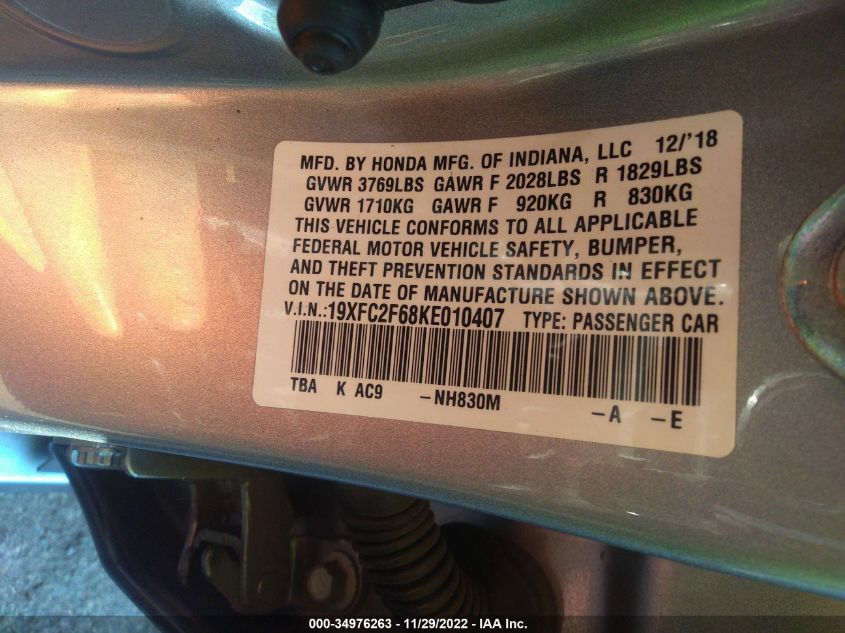 MFD. BY HONDA MFG. OF INDIANA, LLC 12/'18
GVWR 3769LBS GAWR F 2028LBS R 1829LBS
GVWR 1710KG GAWR F 920KG R 830KG
THIS VEHICLE CONFORMS TO ALL APPLICABLE
FEDERAL MOTOR VEHICLE SAFETY, BUMPER,
AND THEFT PREVENTION STANDARDS IN EFFECT
ON THE DATE OF MANUFACTURE SHOWN ABOVE.
V.I.N.:19XFC2F68KE010407 TYPE: PASSENGER CAR
TBA K AC9 -NH830M -A -E
000-34976263 - 11/29/2022 - IAA Inc.